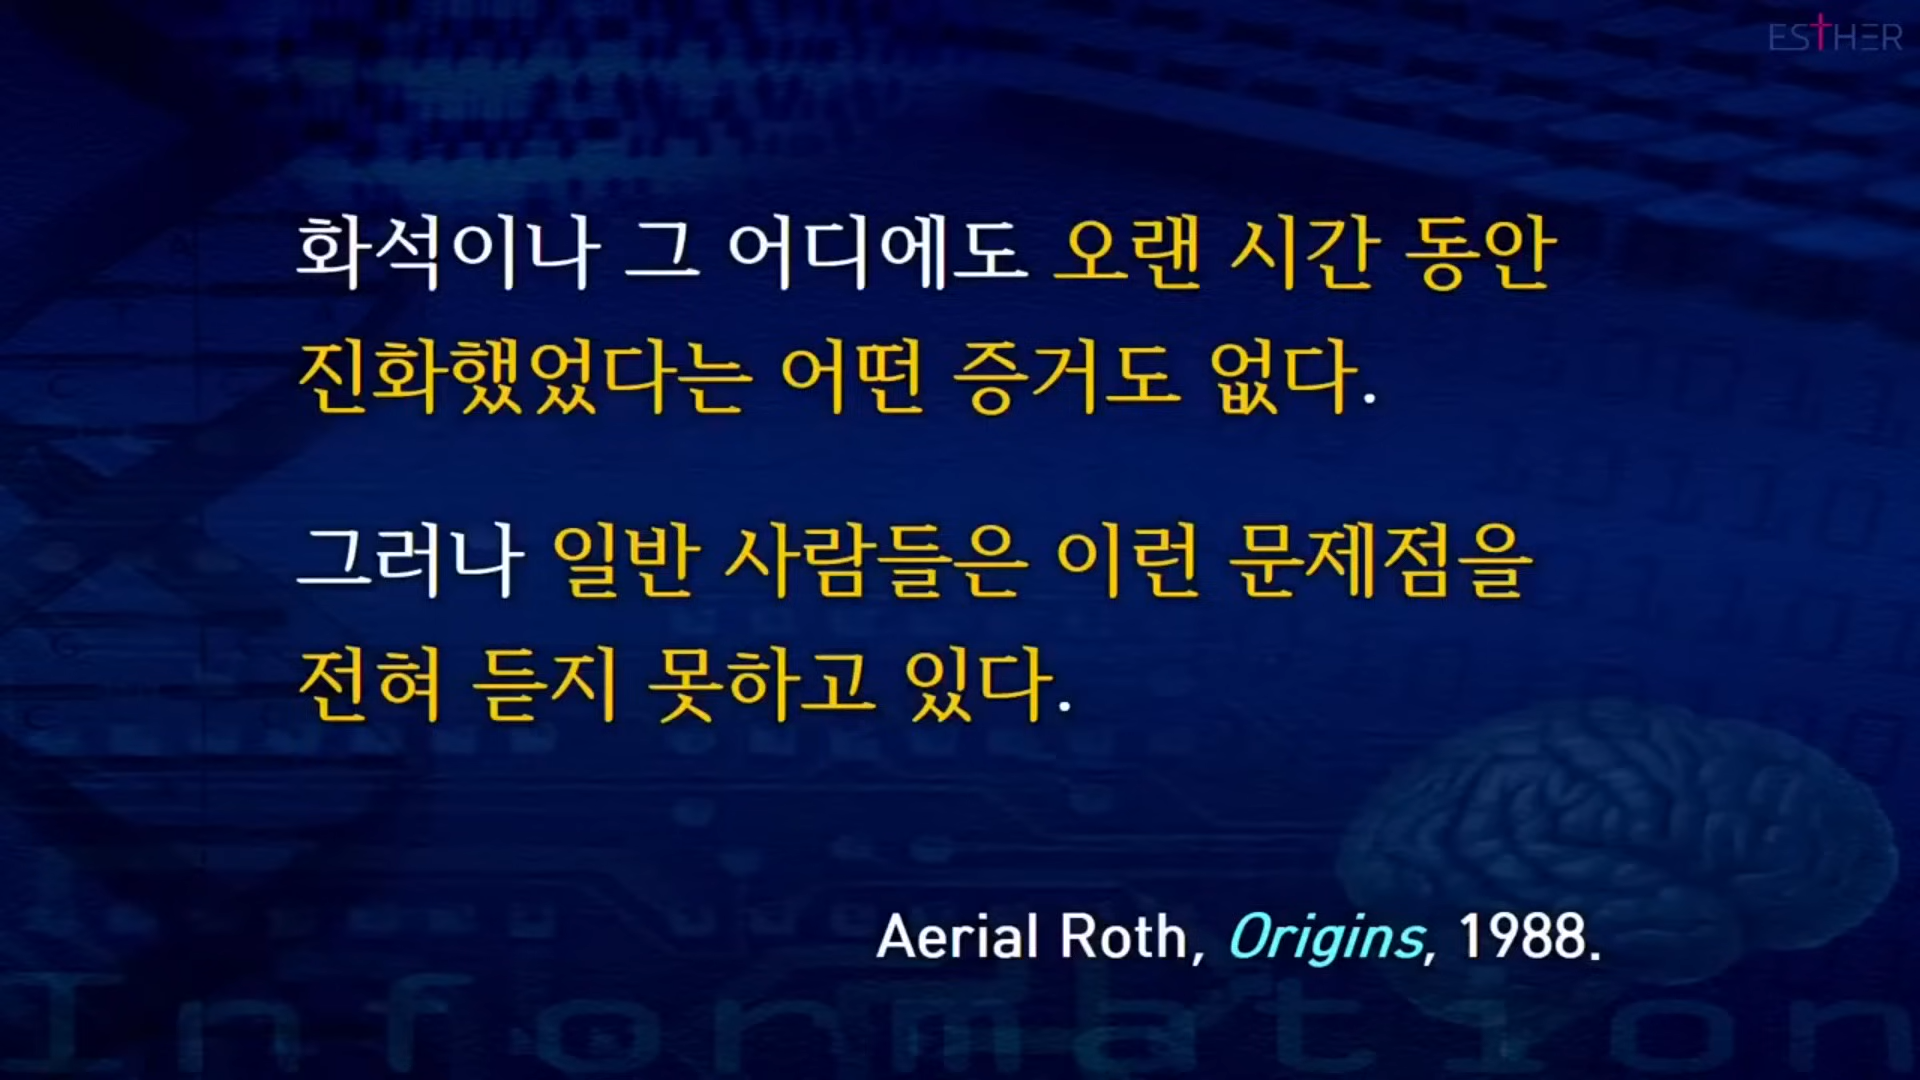 ESTHER
화석이나 그 어디에도 오랜 시간 동안
진화했었다는 어떤 증거도 없다.
그러나 일반 사람들은 이런 문제점을
전혀 듣지 못하고 있다.
Aerial Roth, Origins, 1988.
Information